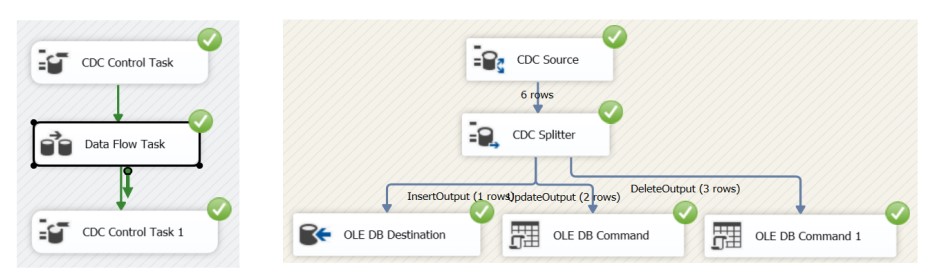 CDC Control Task
Data Flow Task
CDC Control Task 1
CDC Source
6 rows
CDC Splitter
InsertOutput (1 rows)
UpdateOutput (2 rows)
DeleteOutput (3 rows)
OLE DB Destination
OLE DB Command
OLE DB Command 1